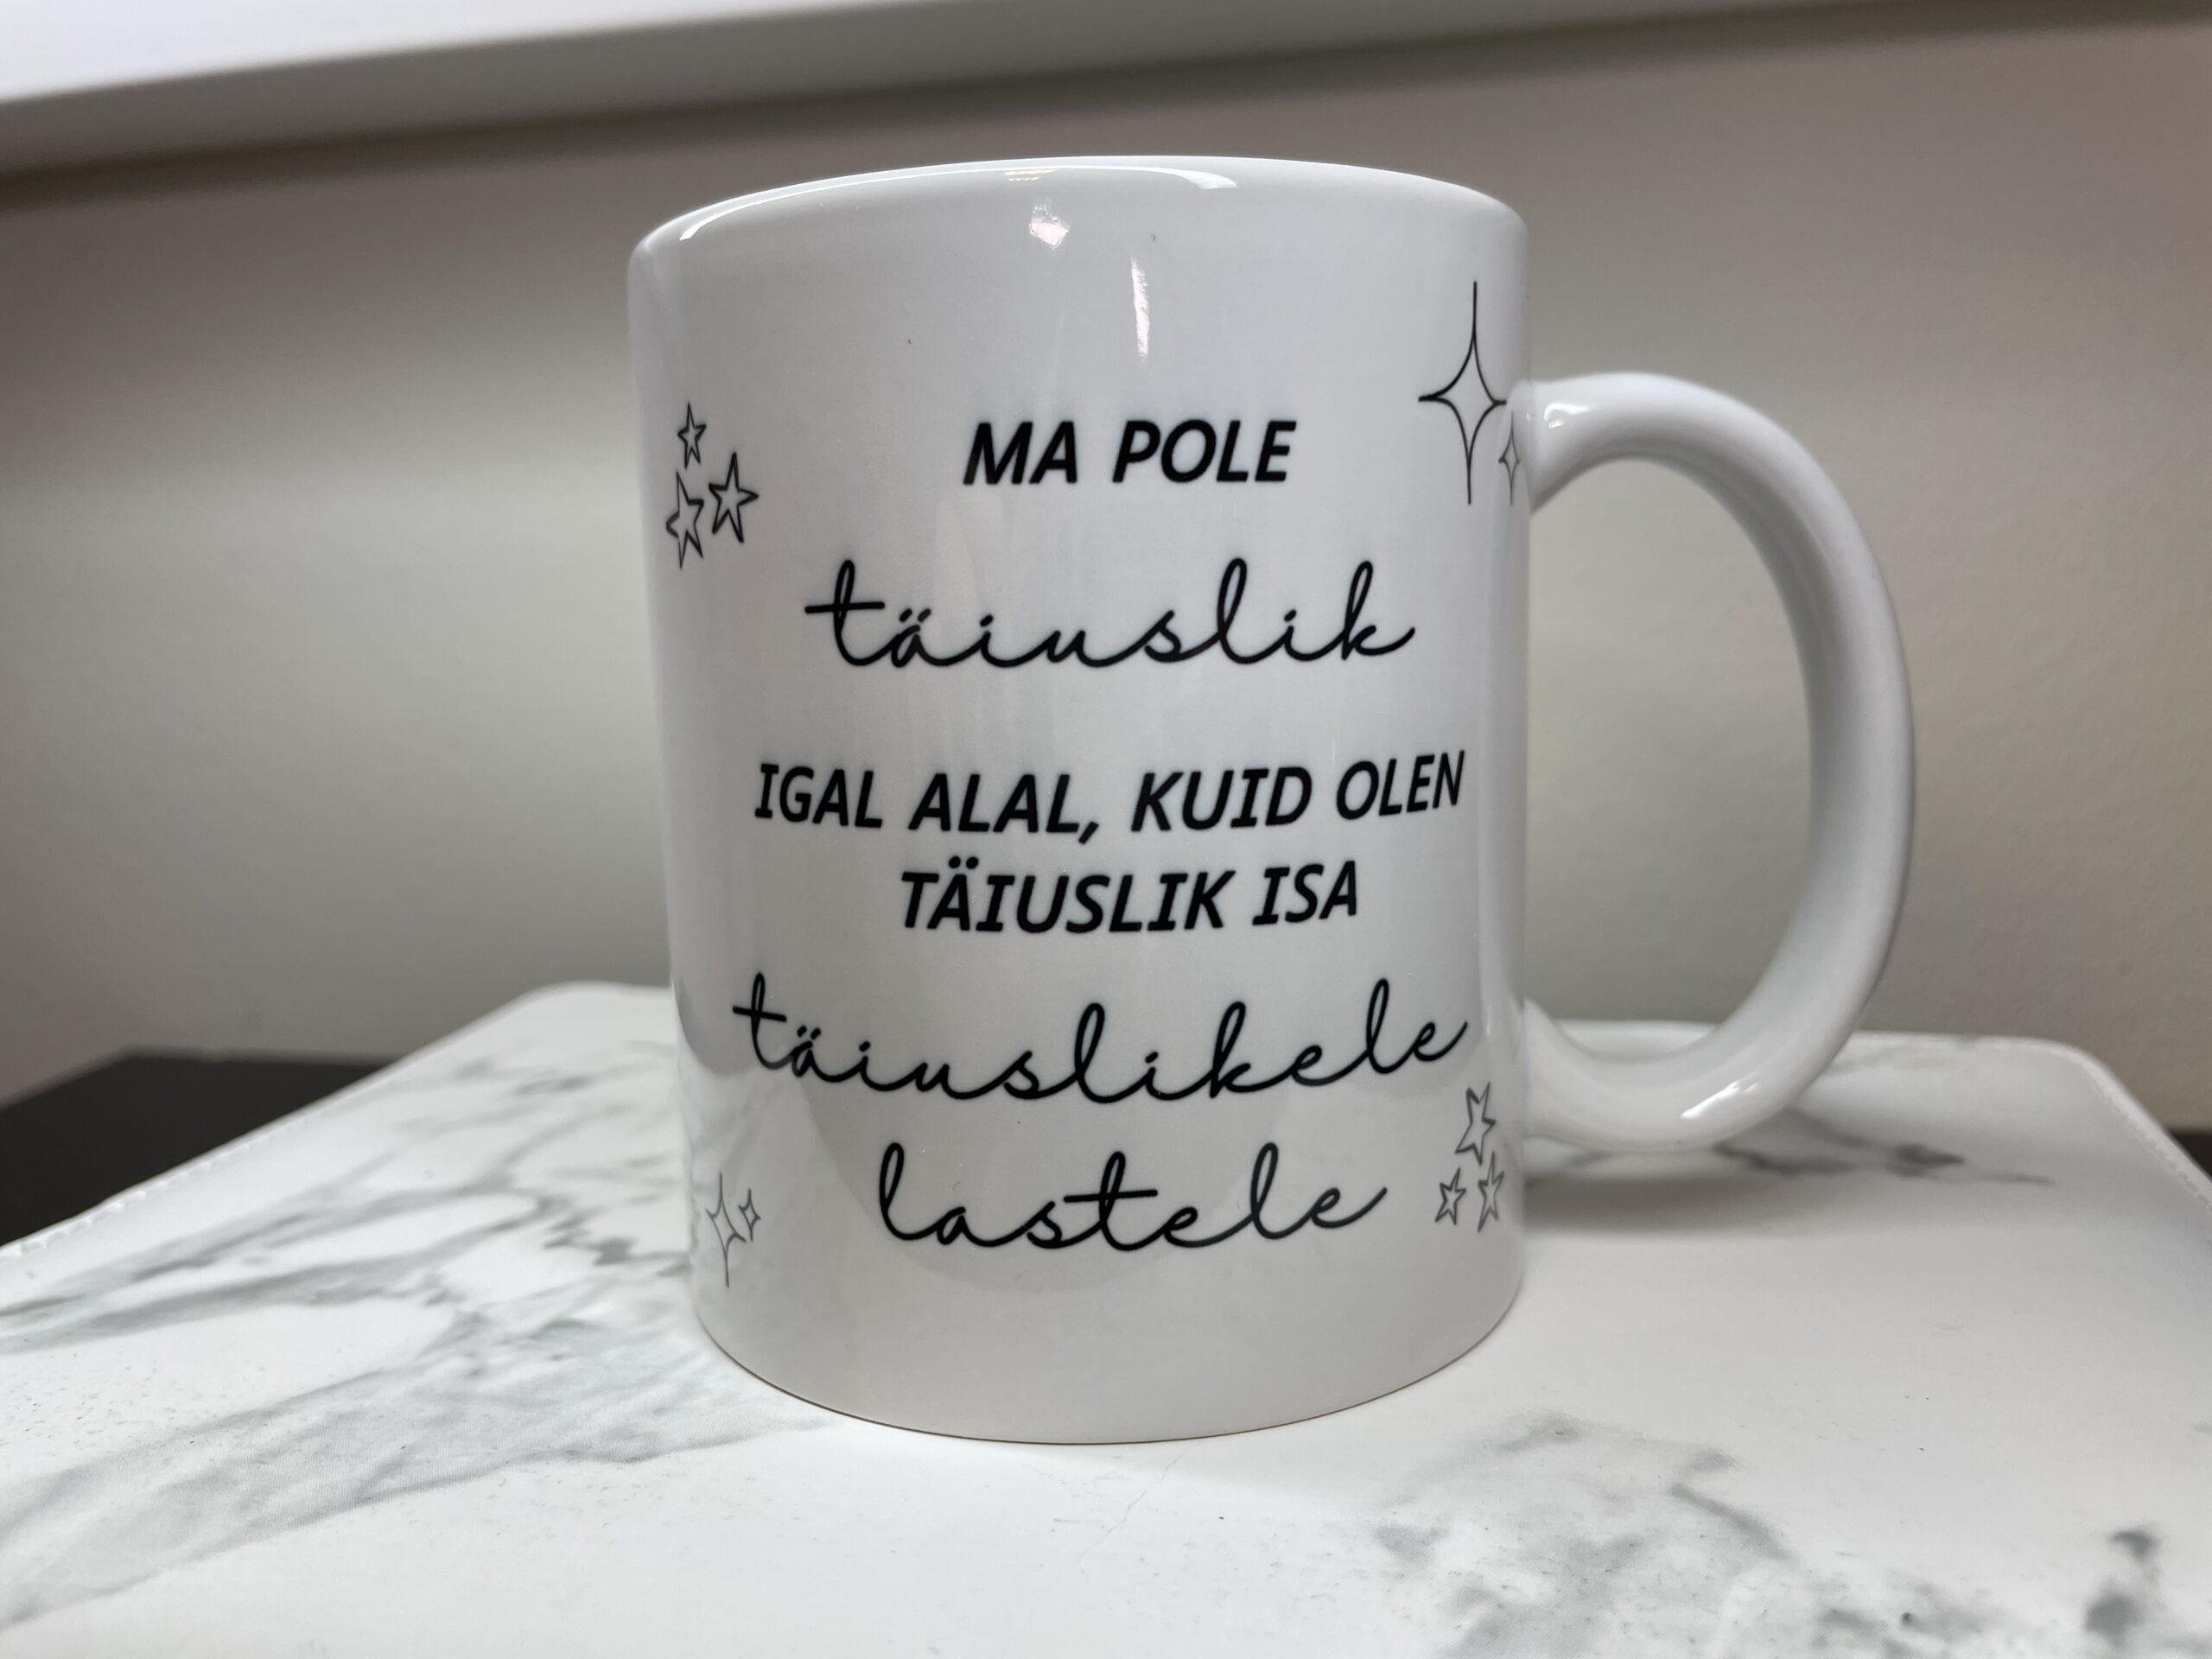 MA POLE
täiuslik
IGAL ALAL, KUID OLEN
TÄIUSLIK ISA
täiuslikele
lastele